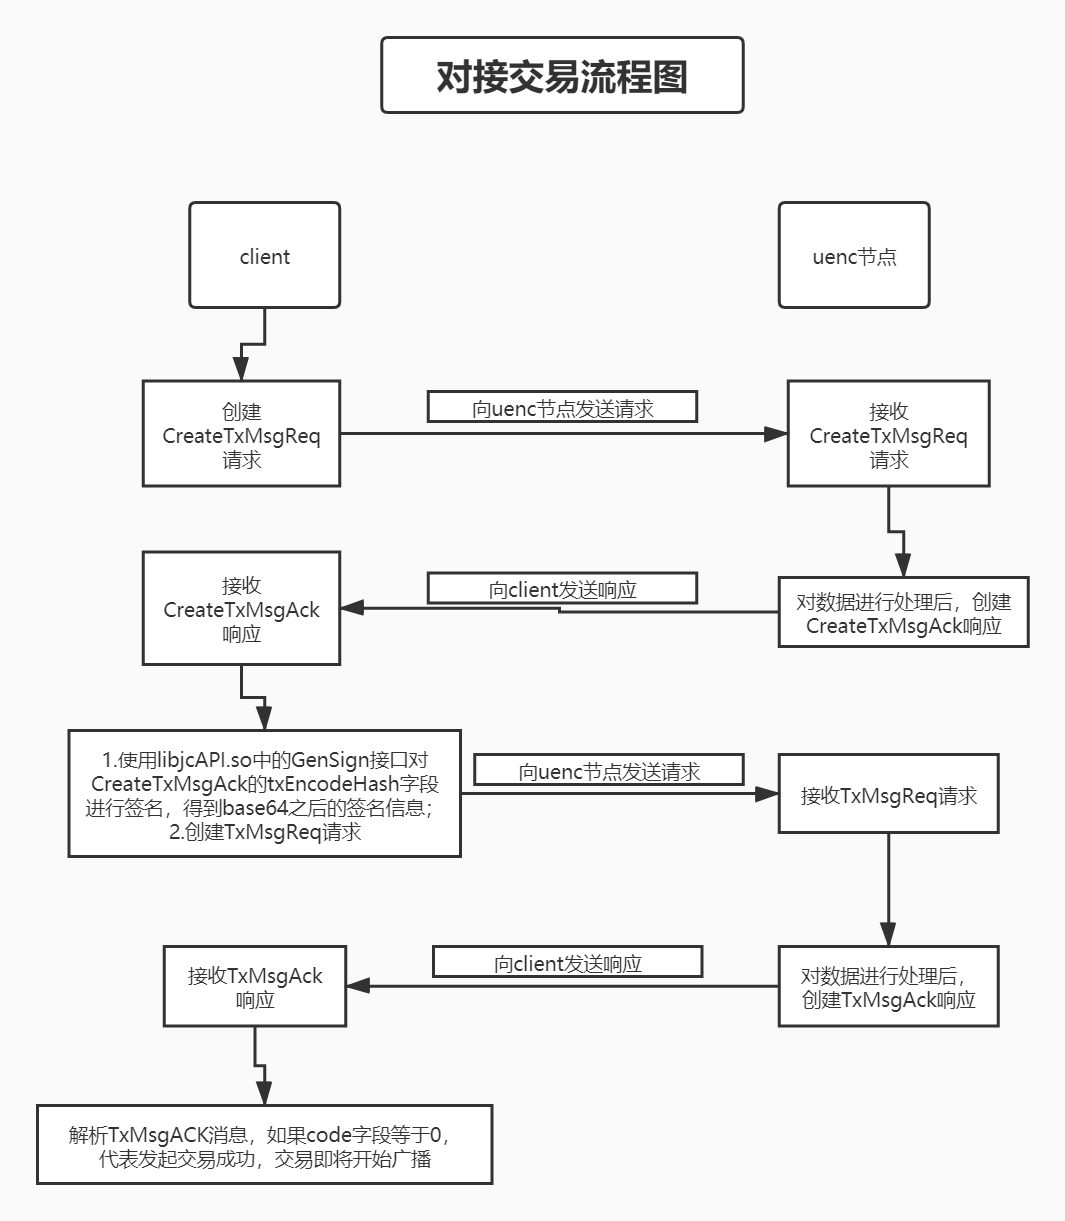 对接交易流程图
client
uenc节点
创建
CreateTxMsgReq
请求
向uenc节点发送请求
接收
CreateTxMsgReq
请求
接收
CreateTxMsgAck
响应
向client发送响应
对数据进行处理后，创建
CreateTxMsgAck响应
1.使用libjcAPI.so中的GenSign接口对
CreateTxMsgAck的txEncodeHash字段
进行签名，得到base64之后的签名信息；
2.创建TxMsgReq请求
向uenc节点发送请求
接收TxMsgReq请求
接收TxMsgAck
响应
向client发送响应
对数据进行处理后，
创建TxMsgAck响应
解析TxMsgACK消息，如果code字段等于0，
代表发起交易成功，交易即将开始广播